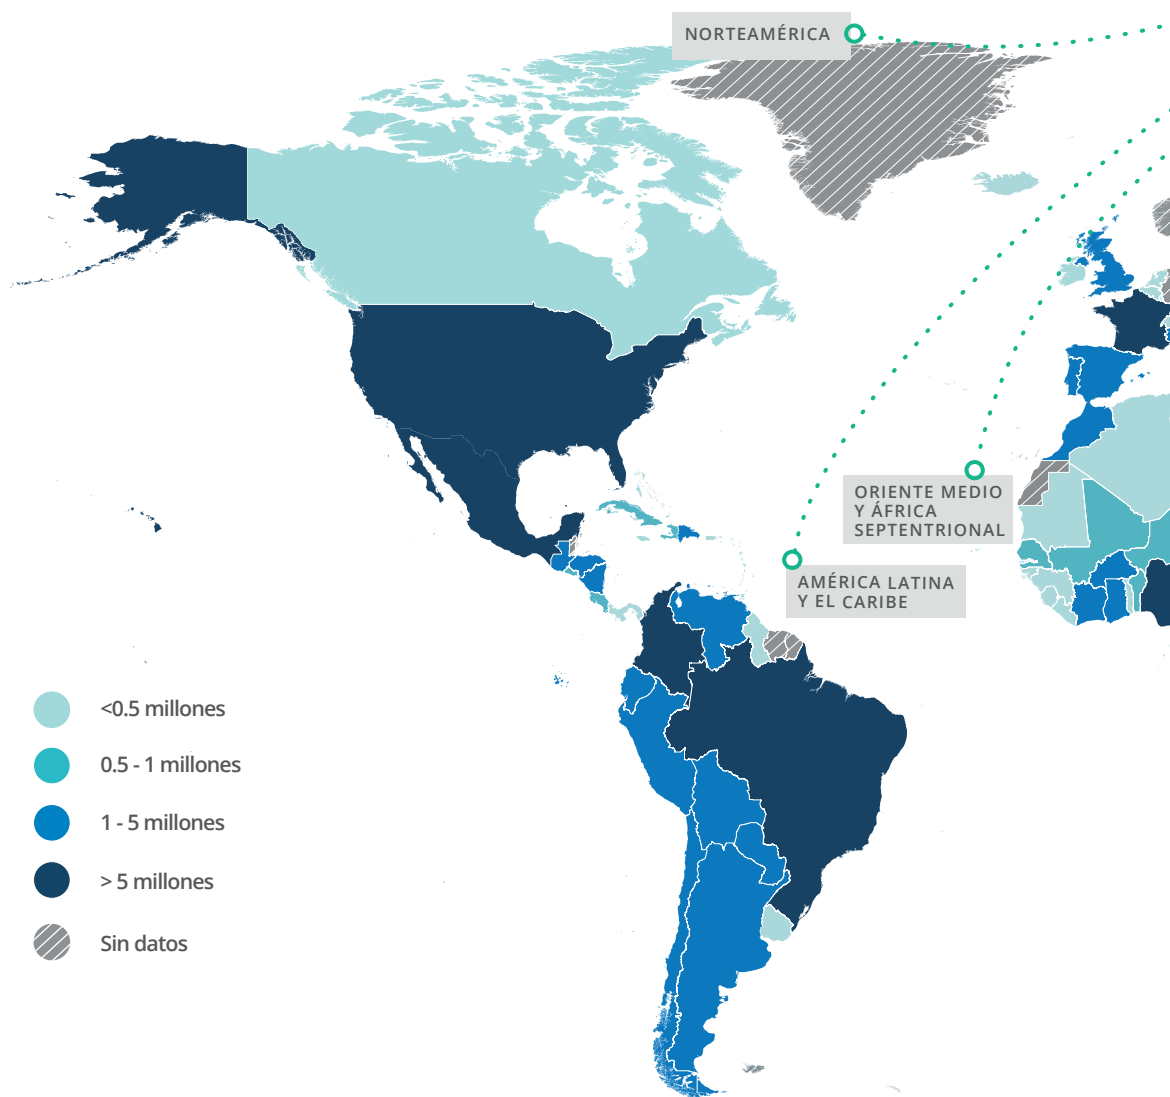 NORTEAMÉRICA
ORIENTE MEDIO
Y ÁFRICA
SEPTENTRIONAL
AMÉRICA LATINA
Y EL CARIBE
<0.5 millones
0.5 - 1 millones
1 - 5 millones
> 5 millones
Sin datos